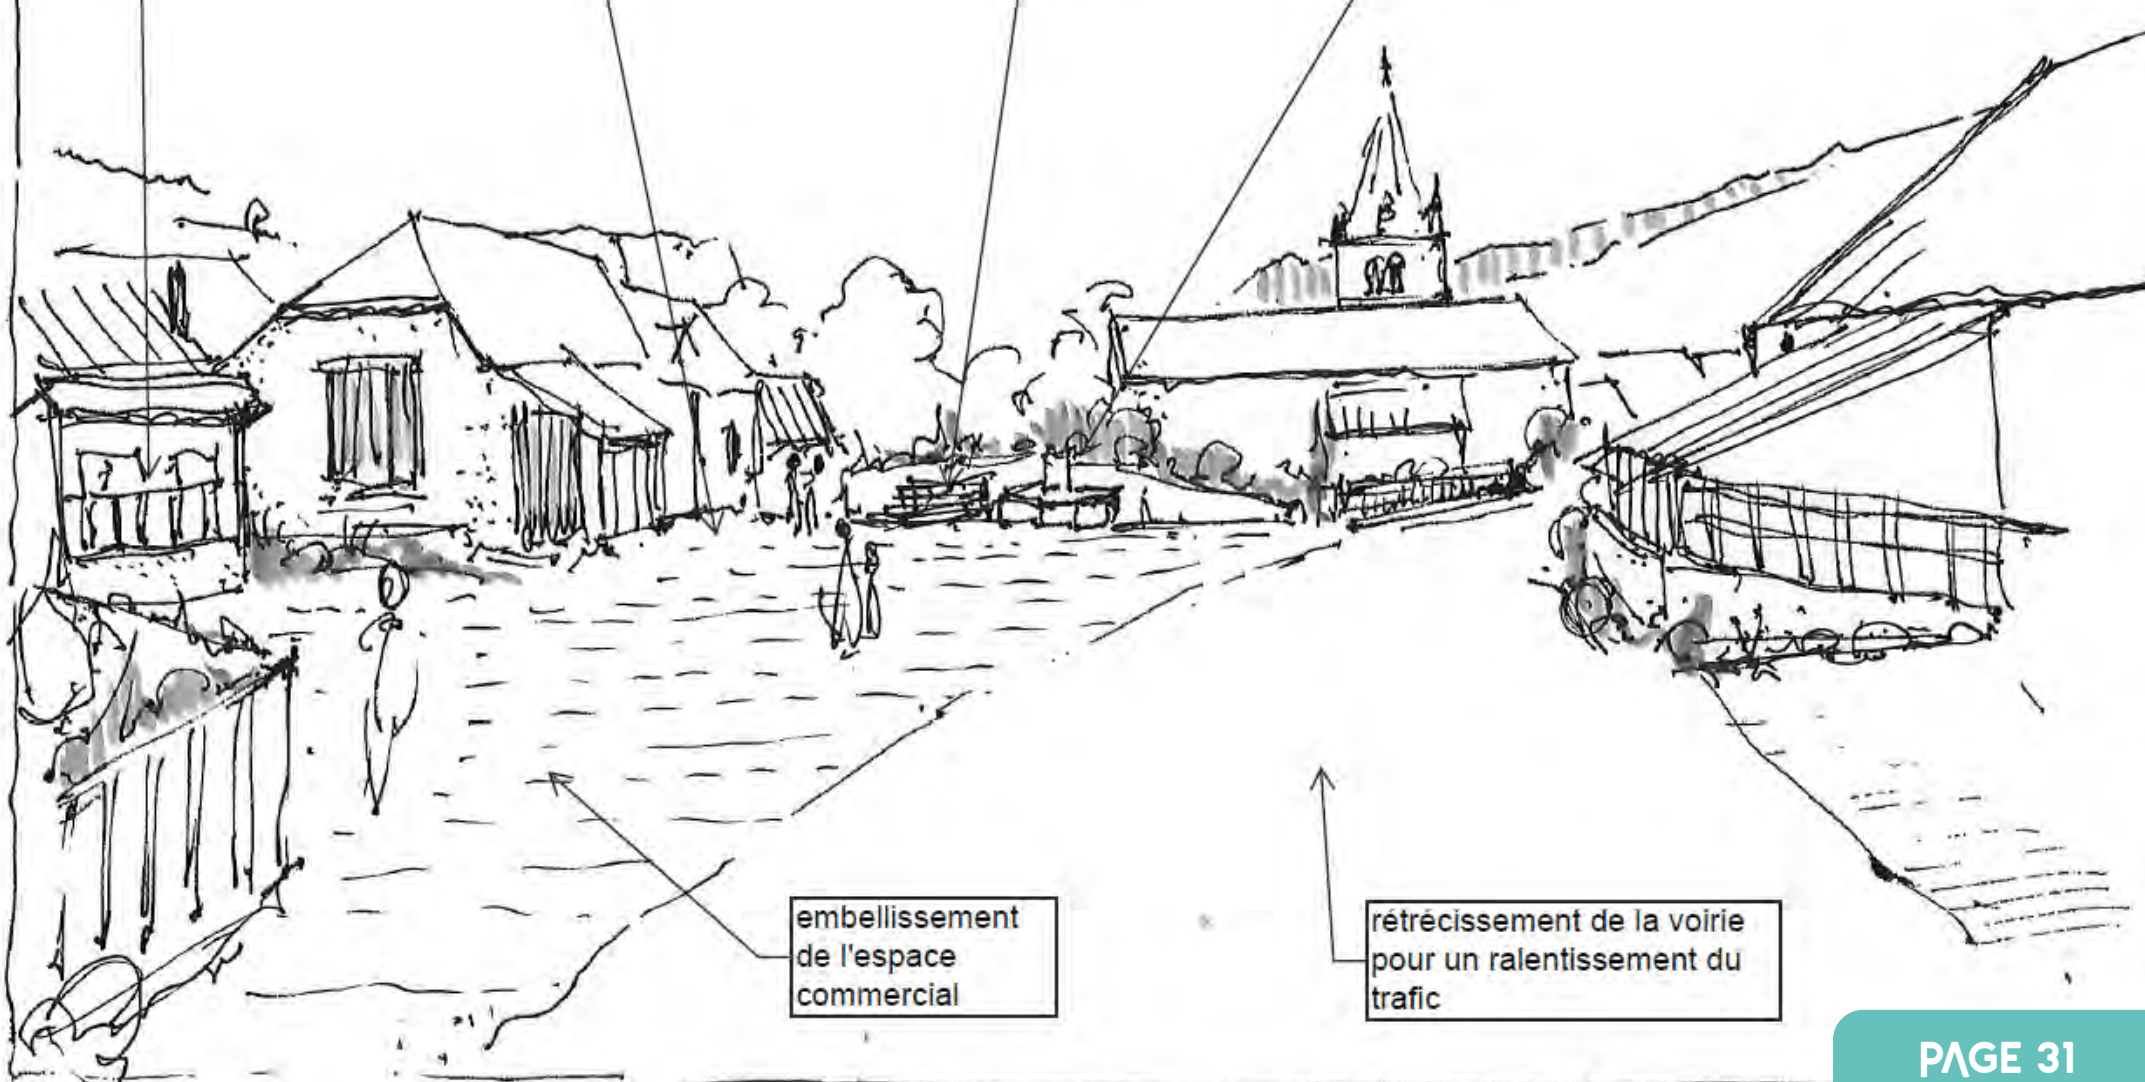 embellissement
de l'espace
commercial
rétrécissement de la voirie
pour un ralentissement du
trafic
PAGE 31